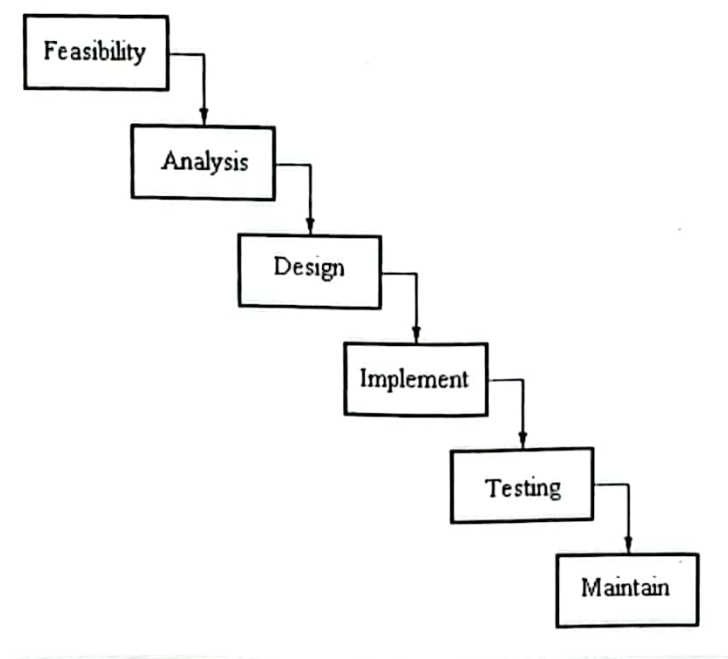 Feasibility
Analysis
Design
Implement
Testing
Maintain